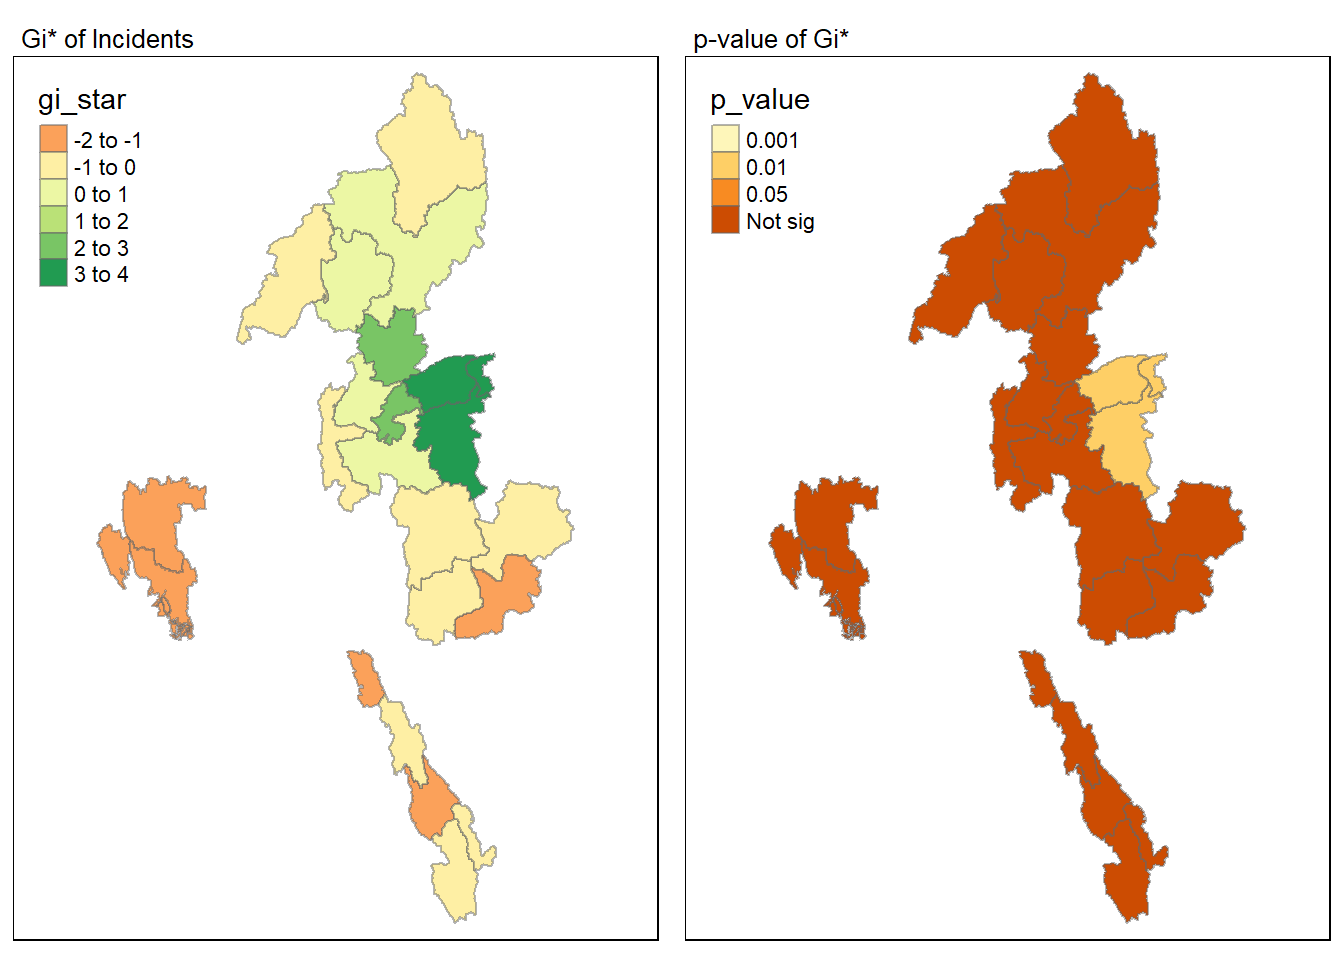 Gi* of Incidents
gi_star
-2 to -1
-1 to 0
0 to 1
1 to 2
2 to 3
3 to 4
p-value of Gi*
p_value
0.001
0.01
0.05
Not sig